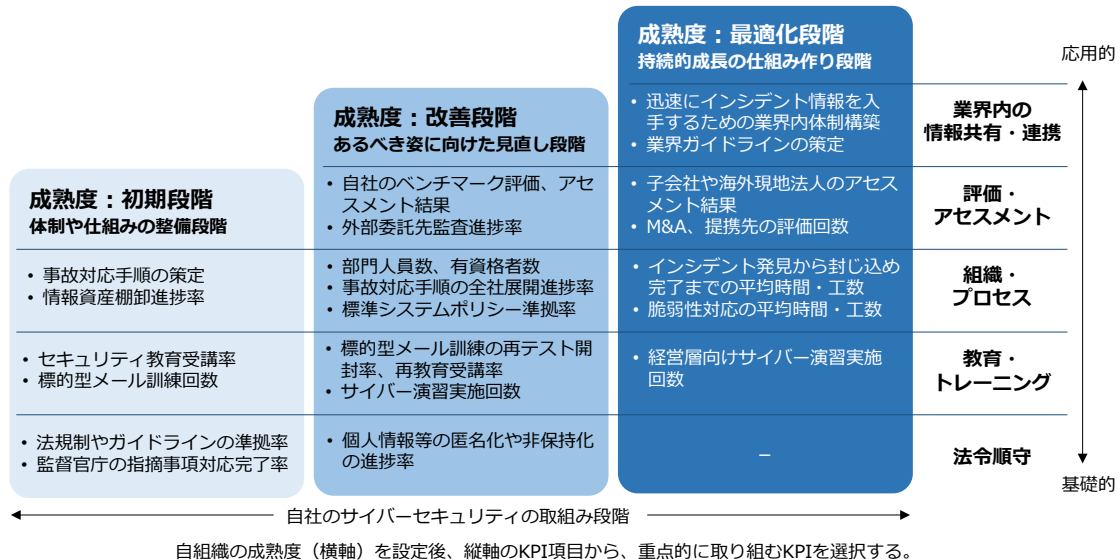 成熟度：最適化段階
持続的成長の仕組み作り段階
応用的
成熟度：改善段階
あるべき姿に向けた見直し段階
• 迅速にインシデント情報を入
手するための業界内体制構築
• 業界ガイドラインの策定
業界内の
情報共有・連携
成熟度：初期段階
体制や仕組みの整備段階
• 自社のベンチマーク評価、アセ
スメント結果
• 外部委託先監査進捗率
• 子会社や海外現地法人のアセス
メント結果
• M&A、提携先の評価回数
評価・
アセスメント
• 事故対応手順の策定
• 情報資産棚卸進捗率
• 部門人員数、有資格者数
• 事故対応手順の全社展開進捗率
• 標準システムポリシー準拠率
• インシデント発見から封じ込め
完了までの平均時間・工数
• 脆弱性対応の平均時間・工数
組織・
プロセス
• セキュリティ教育受講率
• 標的型メール訓練回数
• 標的型メール訓練の再テスト開
封率、再教育受講率
• サイバー演習実施回数
• 経営層向けサイバー演習実施
回数
教育・
トレーニング
• 法規制やガイドラインの準拠率
• 監督官庁の指摘事項対応完了率
• 個人情報等の匿名化や非保持化
の進捗率
–
法令順守
基礎的
自社のサイバーセキュリティの取組み段階
自組織の成熟度（横軸）を設定後、縦軸のKPI項目から、重点的に取り組むKPIを選択する。